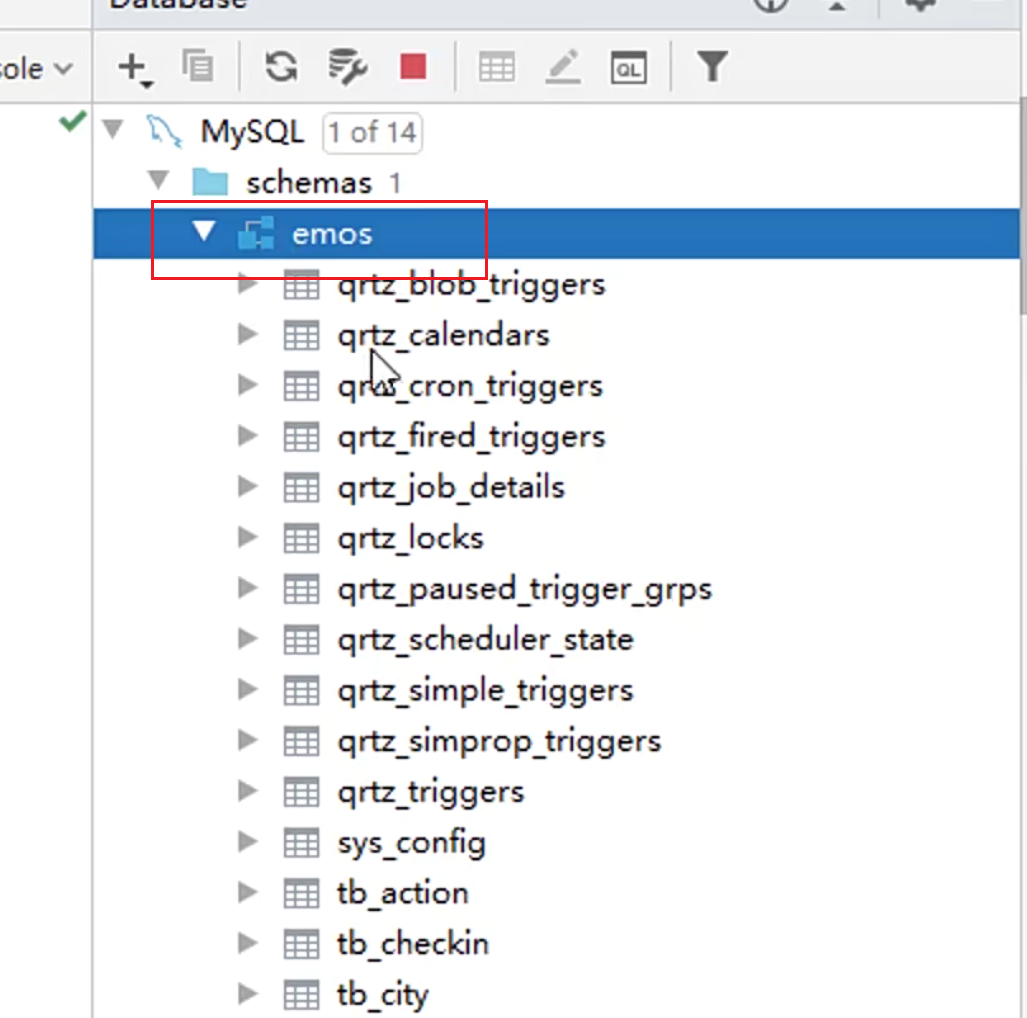 Database
sole
QL
MySQL 1 of 14
schemas 1
emos
qrtz_blob_triggers
qrtz_calendars
qrtz_cron_triggers
qrtz_fired_triggers
qrtz_job_details
qrtz_locks
qrtz_paused_trigger_grps
qrtz_scheduler_state
qrtz_simple_triggers
qrtz_simprop_triggers
qrtz_triggers
sys_config
tb_action
tb_checkin
tb_city